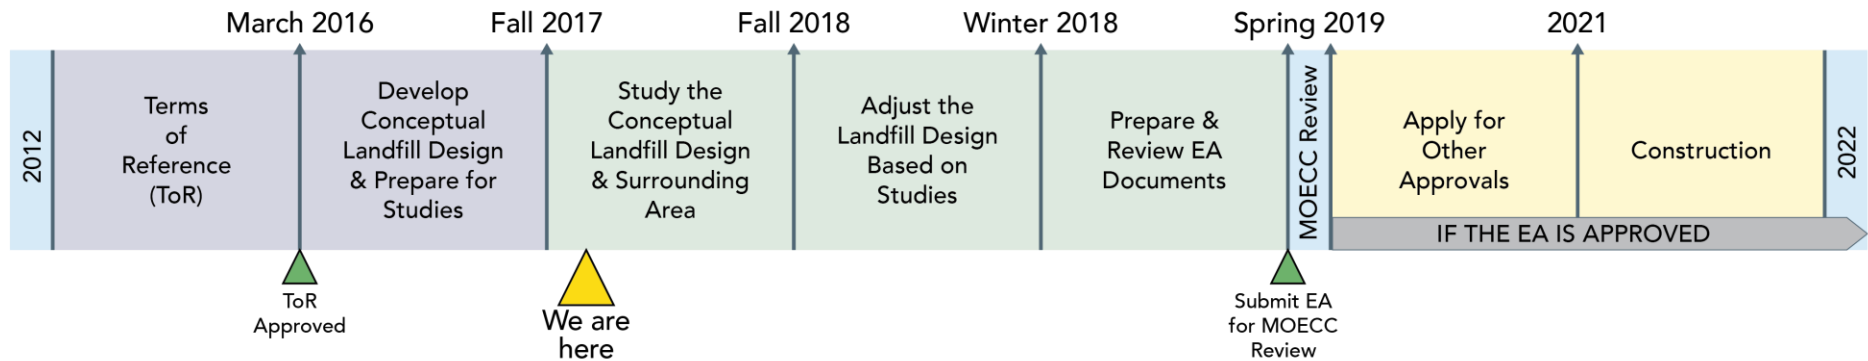 March 2016
Fall 2017
Fall 2018
Winter 2018
Spring 2019
2021
2012
Terms
of
Reference
(ToR)
Develop
Conceptual
Landfill Design
& Prepare for
Studies
Study the
Conceptual
Landfill Design
& Surrounding
Area
Adjust the
Landfill Design
Based on
Studies
Prepare &
Review EA
Documents
MOECC Review
Apply for
Other
Approvals
Construction
2022
IF THE EA IS APPROVED
ToR
Approved
We are
here
Submit EA
for MOECC
Review